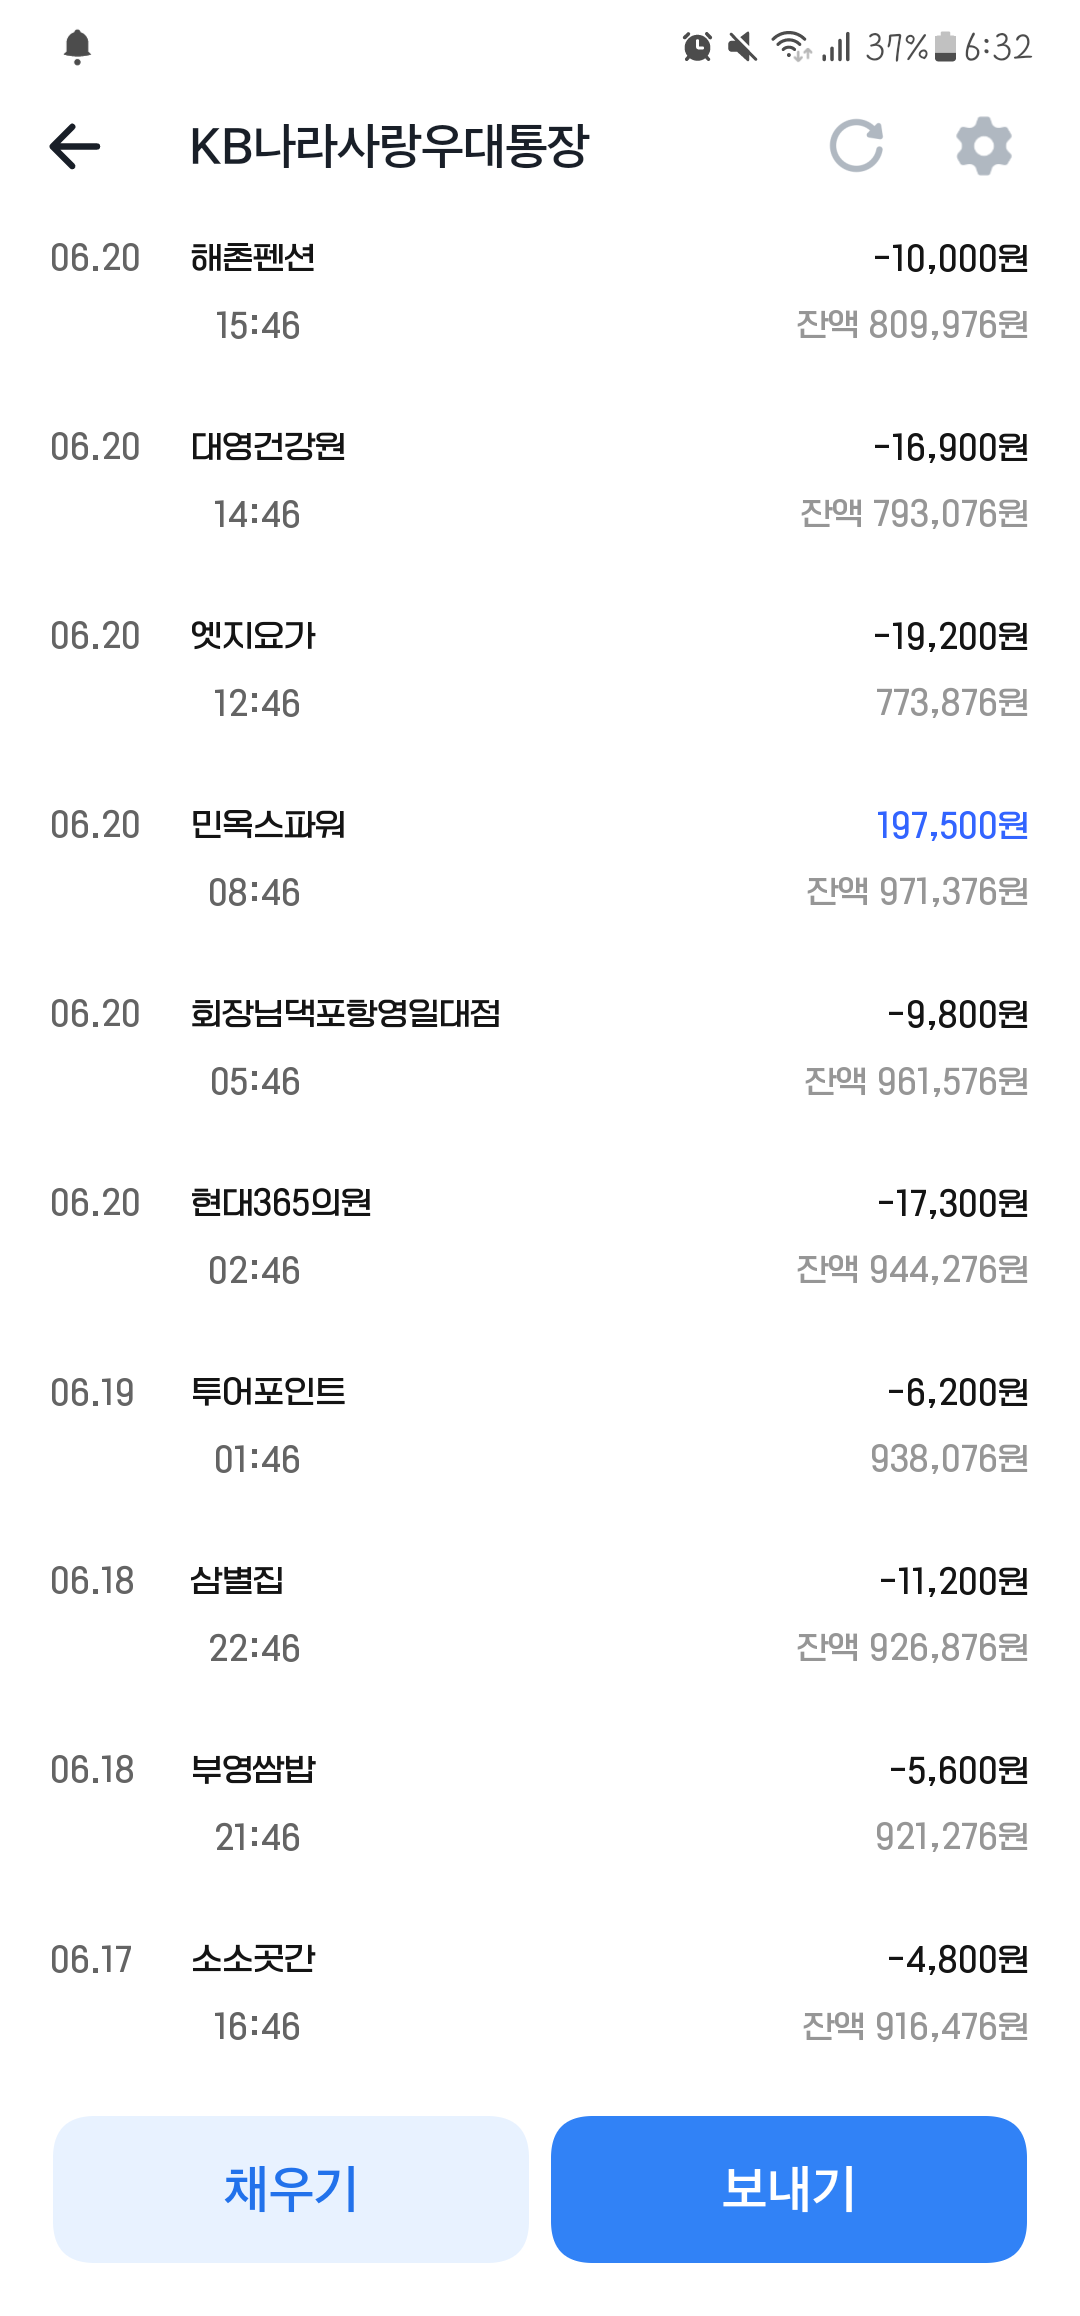 37% 6:32
KB나라사랑우대통장
06.20 해촌펜션 -10,000원
15:46 잔액 809,976원
06.20 대영건강원 -16,900원
14:46 잔액 793,076원
06.20 엣지요가 -19,200원
12:46 773,876원
06.20 민옥스파워 197,500원
08:46 잔액 971,376원
06.20 회장님댁포항영일대점 -9,800원
05:46 잔액 961,576원
06.20 현대365의원 -17,300원
02:46 잔액 944,276원
06.19 투어포인트 -6,200원
01:46 938,076원
06.18 삼별집 -11,200원
22:46 잔액 926,876원
06.18 부영쌈밥 -5,600원
21:46 921,276원
06.17 소소곳간 -4,800원
16:46 잔액 916,476원
채우기 보내기